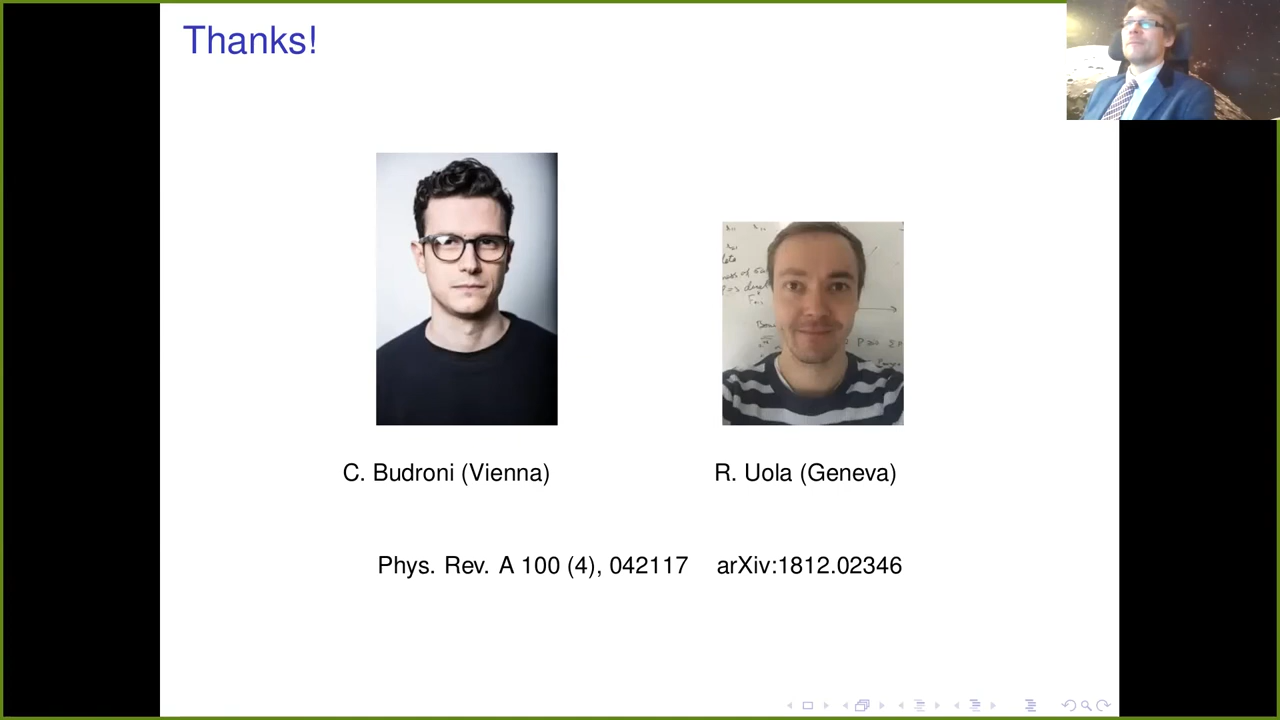 Thanks!
C. Budroni (Vienna)
R. Uola (Geneva)
Phys. Rev. A 100 (4), 042117 arXiv:1812.02346